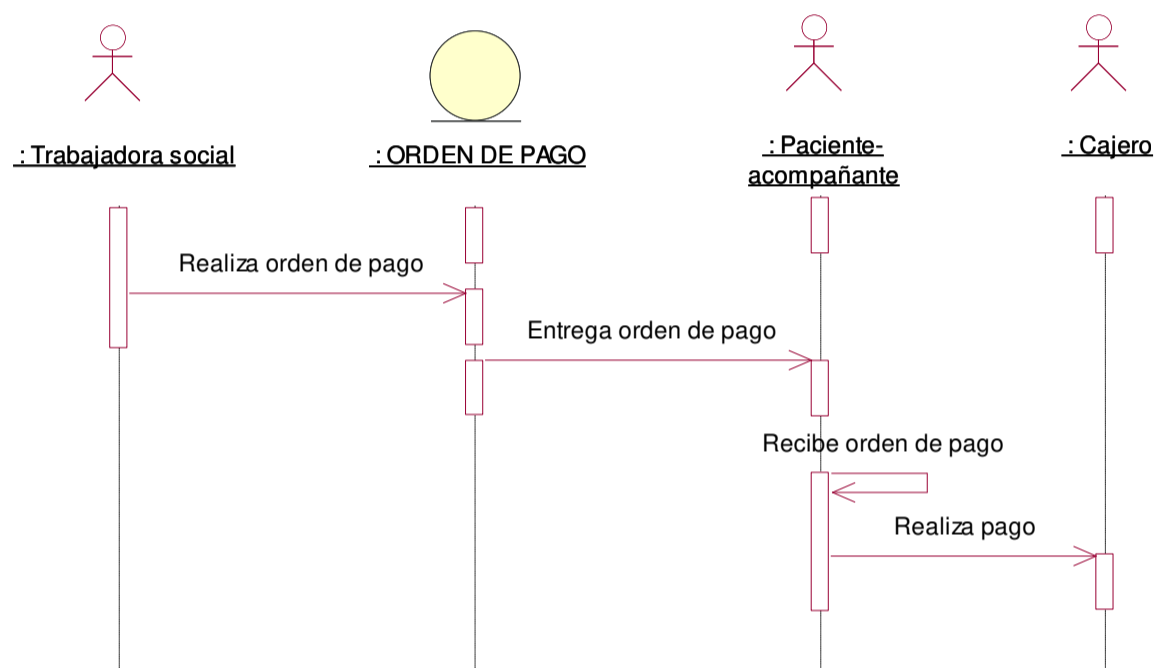 : Trabajadora social
: ORDEN DE PAGO
: Paciente-
acompañante
: Cajero
Realiza orden de pago
Entrega orden de pago
Recibe orden de pago
Realiza pago